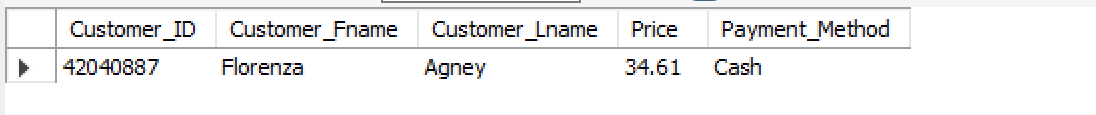 Customer_ID Customer_Fname Customer_Lname Price Payment_Method
42040887 Florenza Agney 34.61 Cash